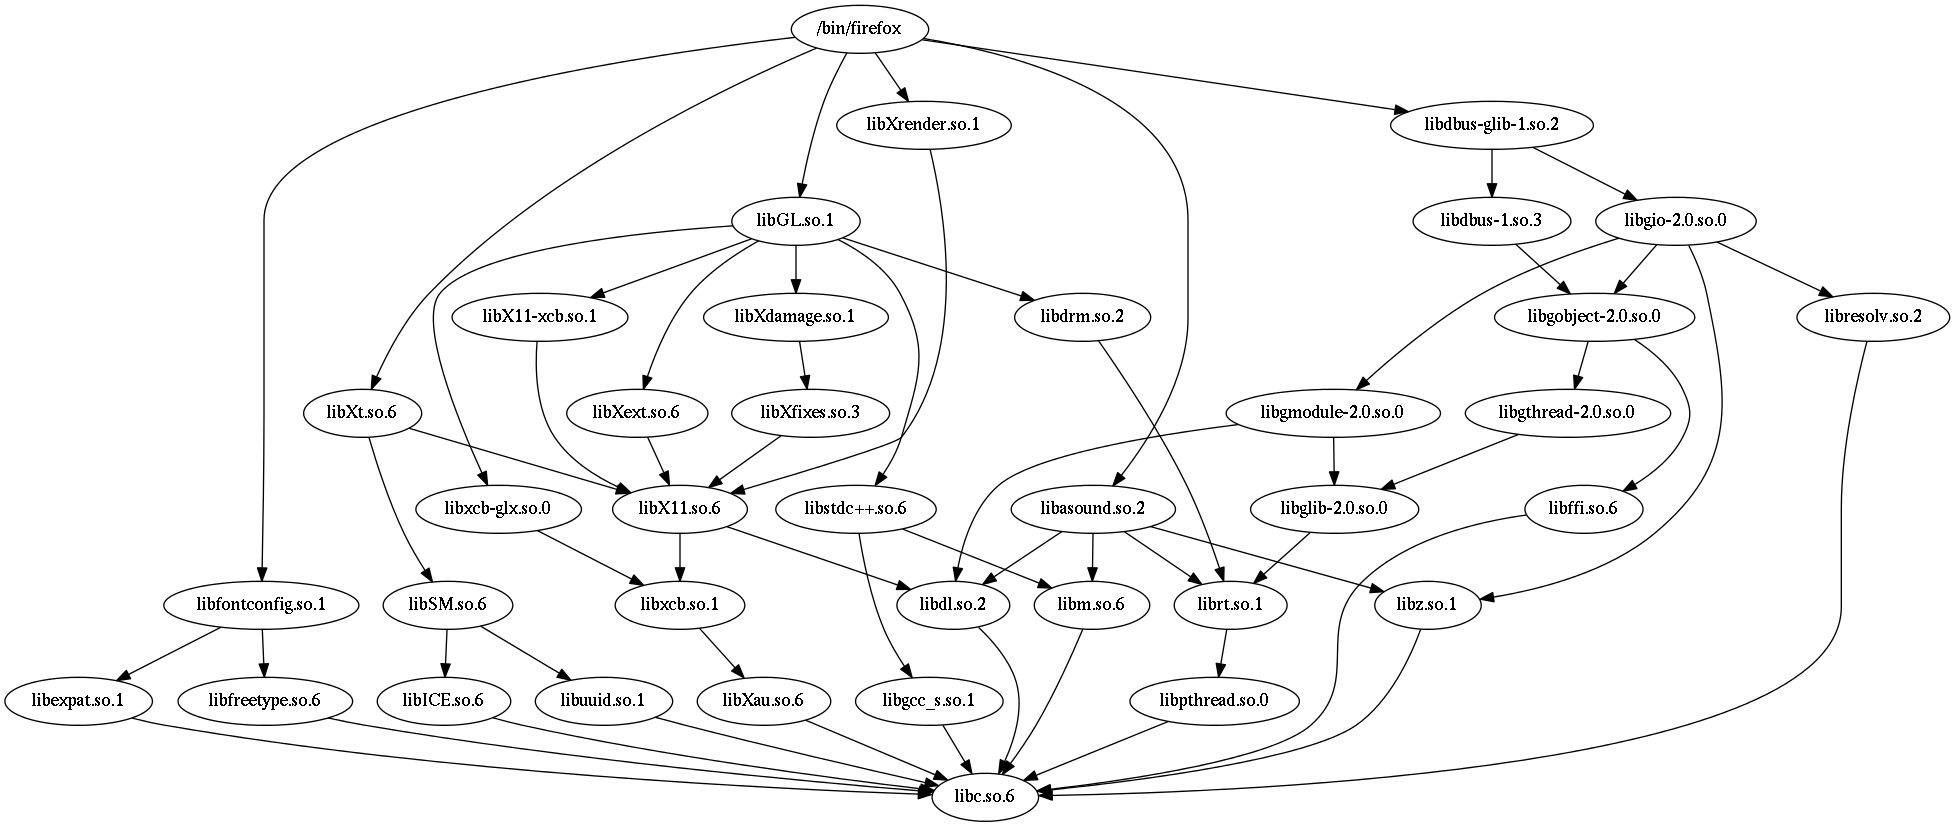 /bin/firefox
libXrender.so.1
libdbus-glib-1.so.2
libGL.so.1
libdbus-1.so.3
libgio-2.0.so.0
libX11-xcb.so.1
libXdamage.so.1
libdrm.so.2
libgobject-2.0.so.0
libresolv.so.2
libXt.so.6
libXext.so.6
libXfixes.so.3
libgmodule-2.0.so.0
libgthread-2.0.so.0
libxcb-glx.so.0
libX11.so.6
libstdc++.so.6
libasound.so.2
libglib-2.0.so.0
libffi.so.6
libfontconfig.so.1
libSM.so.6
libxcb.so.1
libdl.so.2
libm.so.6
librt.so.1
libz.so.1
libexpat.so.1
libfreetype.so.6
libICE.so.6
libuuid.so.1
libXau.so.6
libgcc_s.so.1
libpthread.so.0
libc.so.6